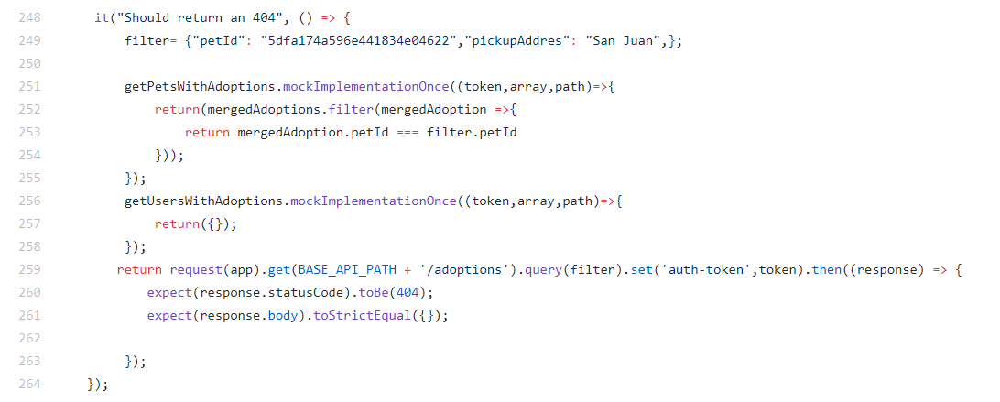 248 it("Should return an 404", () => {
249 filter= {"petId": "5dfa174a596e441834e04622","pickupAddres": "San Juan",};
250
251 getPetsWithAdoptions.mockImplementationOnce((token,array,path)=>{
252 return(mergedAdoptions.filter(mergedAdoption =>{
253 return mergedAdoption.petId === filter.petId
254 }));
255 });
256 getUsersWithAdoptions.mockImplementationOnce((token,array,path)=>{
257 return({});
258 });
259 return request(app).get(BASE_API_PATH + '/adoptions').query(filter).set('auth-token',token).then((response) => {
260 expect(response.statusCode).toBe(404);
261 expect(response.body).toStrictEqual({});
262
263 });
264 });